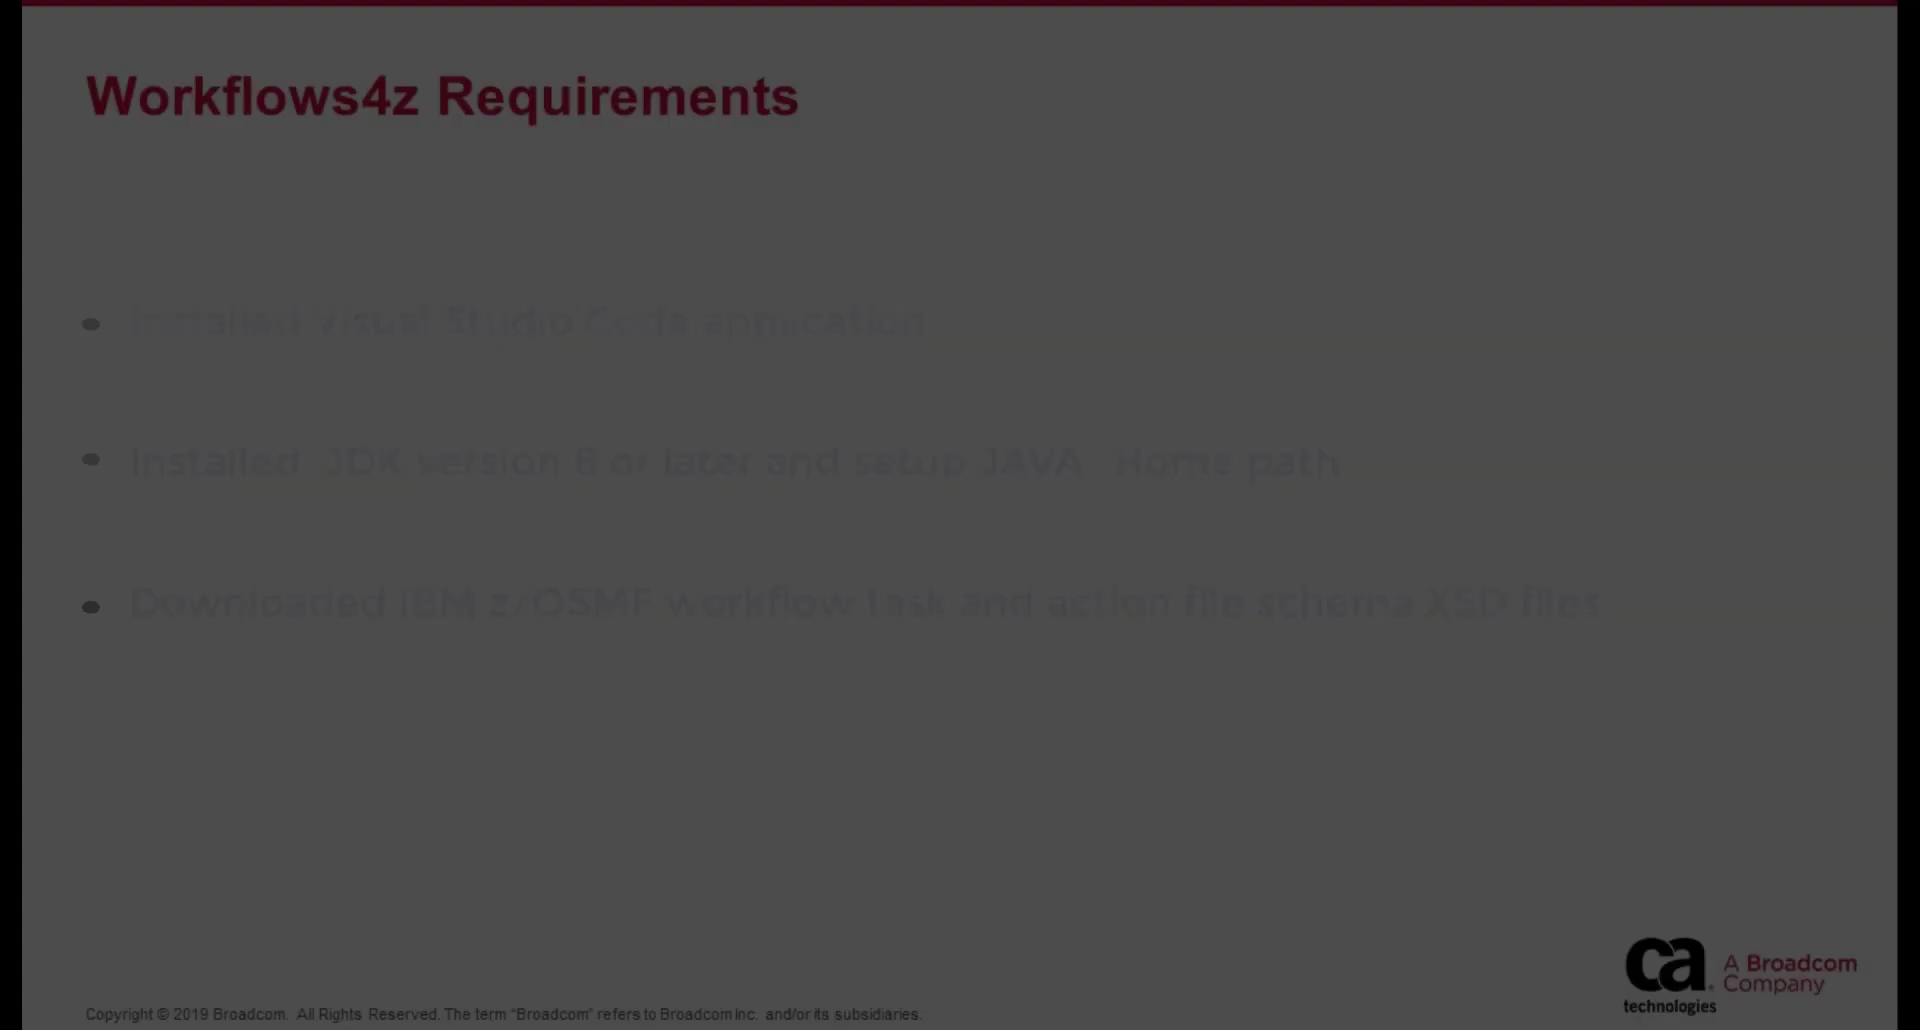 Workflows4z Requirements
Installed Visual Studio Code application
Installed JDK version 8 or later and setup JAVA_Home path
Downloaded IBM z/OSMF workflow task and action file schema XSD files
ca technologies
A Broadcom
Company
Copyright © 2019 Broadcom. All Rights Reserved. The term “Broadcom” refers to Broadcom Inc. and/or its subsidiaries.